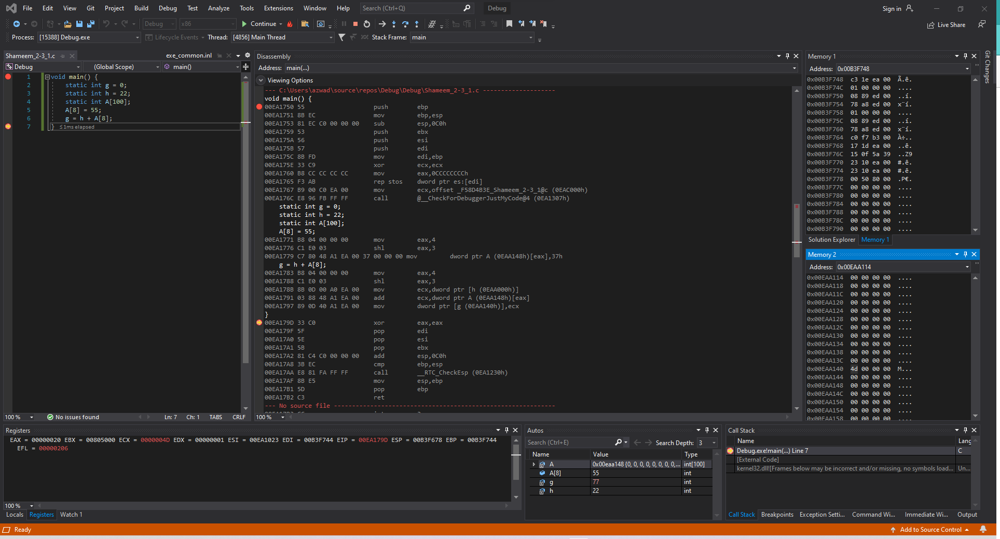 File Edit View Git Project Build Debug Test Analyze Tools Extensions Window Help Search (Ctrl+Q) Debug Sign in
Debug x86 Continue Live Share
Process: [15388] Debug.exe Lifecycle Events Thread: [4856] Main Thread Stack Frame: main
Shameem_2-3_1.c exe_common.inl
Debug (Global Scope) main()
1 void main() {
2 static int g = 0;
3 static int h = 22;
4 static int A[100];
5 A[8] = 55;
6 g = h + A[8];
7 } ≤1ms elapsed
100 % No issues found Ln: 7 Ch: 1 TABS CRLF
Disassembly
Address: main(...)
Viewing Options
--- C:\Users\azwad\source\repos\Debug\Debug\Shameem_2-3_1.c --------------------
void main() {
00EA1750 55 push ebp
00EA1751 8B EC mov ebp,esp
00EA1753 81 EC C0 00 00 00 sub esp,0C0h
00EA1759 53 push ebx
00EA175A 56 push esi
00EA175B 57 push edi
00EA175C 8B FD mov edi,ebp
00EA175E 33 C9 xor ecx,ecx
00EA1760 B8 CC CC CC CC mov eax,0CCCCCCCCh
00EA1765 F3 AB rep stos dword ptr es:[edi]
00EA1767 B9 00 C0 EA 00 mov ecx,offset _F58D4B3E_Shameem_2-3_1@c (0EAC000h)
00EA176C E8 96 FB FF FF call @__CheckForDebuggerJustMyCode@4 (0EA1307h)
static int g = 0;
static int h = 22;
static int A[100];
A[8] = 55;
00EA1771 B8 04 00 00 00 mov eax,4
00EA1776 C1 E0 03 shl eax,3
00EA1779 C7 80 48 A1 EA 00 37 00 00 00 mov dword ptr A (0EAA148h)[eax],37h
g = h + A[8];
00EA1783 B8 04 00 00 00 mov eax,4
00EA1788 C1 E0 03 shl eax,3
00EA178B 8B 0D 00 A0 EA 00 mov ecx,dword ptr [h (0EAA000h)]
00EA1791 03 88 48 A1 EA 00 add ecx,dword ptr A (0EAA148h)[eax]
00EA1797 89 0D 40 A1 EA 00 mov dword ptr [g (0EAA140h)],ecx
}
00EA179D 33 C0 xor eax,eax
00EA179F 5F pop edi
00EA17A0 5E pop esi
00EA17A1 5B pop ebx
00EA17A2 81 C4 C0 00 00 00 add esp,0C0h
00EA17A8 3B EC cmp ebp,esp
00EA17AA E8 81 FA FF FF call __RTC_CheckEsp (0EA1230h)
00EA17AF 8B E5 mov esp,ebp
00EA17B1 5D pop ebp
00EA17B2 C3 ret
--- No source file -------------------------------------------------------------
100 %
Memory 1
Address: 0x00B3F748
0x00B3F748 c3 1e ea 00 Ã.ê.
0x00B3F74C 01 00 00 00 ....
0x00B3F750 08 89 ed 00 ..í.
0x00B3F754 78 a8 ed 00 x¨í.
0x00B3F758 01 00 00 00 ....
0x00B3F75C 08 89 ed 00 ..í.
0x00B3F760 78 a8 ed 00 x¨í.
0x00B3F764 c0 f7 b3 00 À÷..
0x00B3F768 17 1d ea 00 ..ê.
0x00B3F76C 15 0f 5a 39 ..Z9
0x00B3F770 23 10 ea 00 #.ê.
0x00B3F774 23 10 ea 00 #.ê.
0x00B3F778 00 50 80 00 .P€.
0x00B3F77C 00 00 00 00 ....
0x00B3F780 00 00 00 00 ....
0x00B3F784 00 00 00 00 ....
0x00B3F788 00 00 00 00 ....
0x00B3F78C 00 00 00 00 ....
0x00B3F790 00 00 00 00 ....
Solution Explorer Memory 1
Git Changes
Memory 2
Address: 0x00EAA114
0x00EAA114 00 00 00 00 ....
0x00EAA118 00 00 00 00 ....
0x00EAA11C 00 00 00 00 ....
0x00EAA120 00 00 00 00 ....
0x00EAA124 00 00 00 00 ....
0x00EAA128 00 00 00 00 ....
0x00EAA12C 00 00 00 00 ....
0x00EAA130 00 00 00 00 ....
0x00EAA134 00 00 00 00 ....
0x00EAA138 00 00 00 00 ....
0x00EAA13C 00 00 00 00 ....
0x00EAA140 4d 00 00 00 M...
0x00EAA144 00 00 00 00 ....
0x00EAA148 00 00 00 00 ....
0x00EAA14C 00 00 00 00 ....
0x00EAA150 00 00 00 00 ....
0x00EAA154 00 00 00 00 ....
0x00EAA158 00 00 00 00 ....
Registers
EAX = 00000020 EBX = 00805000 ECX = 0000004D EDX = 00000001 ESI = 00EA1023 EDI = 00B3F744 EIP = 00EA179D ESP = 00B3F678 EBP = 00B3F744
EFL = 00000206
100 %
Locals Registers Watch 1
Autos
Search (Ctrl+E) Search Depth: 3
Name Value Type
A 0x00eaa148 {0, 0, 0, 0, 0, 0, 0, 0,... int[100]
A[8] 55 int
g 77 int
h 22 int
Call Stack
Name Lang
Debug.exe!main(...) Line 7 C
[External Code]
kernel32.dll![Frames below may be incorrect and/or missing, no symbols load... Un...
Call Stack Breakpoints Exception Setti... Command Wi... Immediate Wi... Output
Ready Add to Source Control